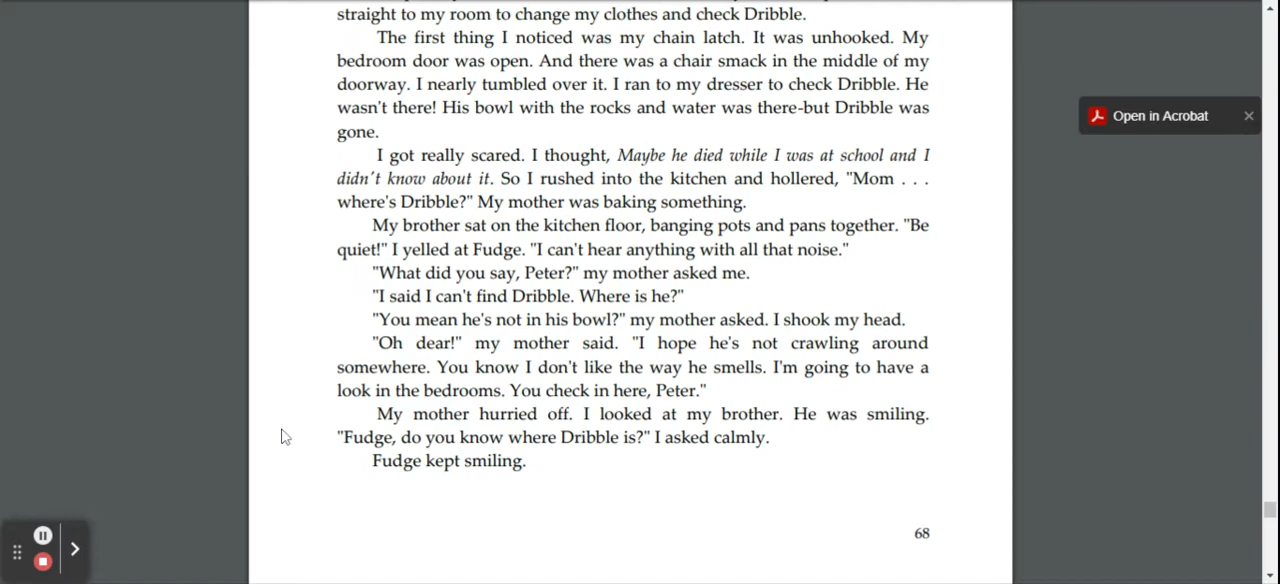 straight to my room to change my clothes and check Dribble.
The first thing I noticed was my chain latch. It was unhooked. My
bedroom door was open. And there was a chair smack in the middle of my
doorway. I nearly tumbled over it. I ran to my dresser to check Dribble. He
wasn't there! His bowl with the rocks and water was there-but Dribble was
gone.
I got really scared. I thought, Maybe he died while I was at school and I
didn't know about it. So I rushed into the kitchen and hollered, "Mom . . .
where's Dribble?" My mother was baking something.
My brother sat on the kitchen floor, banging pots and pans together. "Be
quiet!" I yelled at Fudge. "I can't hear anything with all that noise."
"What did you say, Peter?" my mother asked me.
"I said I can't find Dribble. Where is he?"
"You mean he's not in his bowl?" my mother asked. I shook my head.
"Oh dear!" my mother said. "I hope he's not crawling around
somewhere. You know I don't like the way he smells. I'm going to have a
look in the bedrooms. You check in here, Peter."
My mother hurried off. I looked at my brother. He was smiling.
"Fudge, do you know where Dribble is?" I asked calmly.
Fudge kept smiling.
68
Open in Acrobat